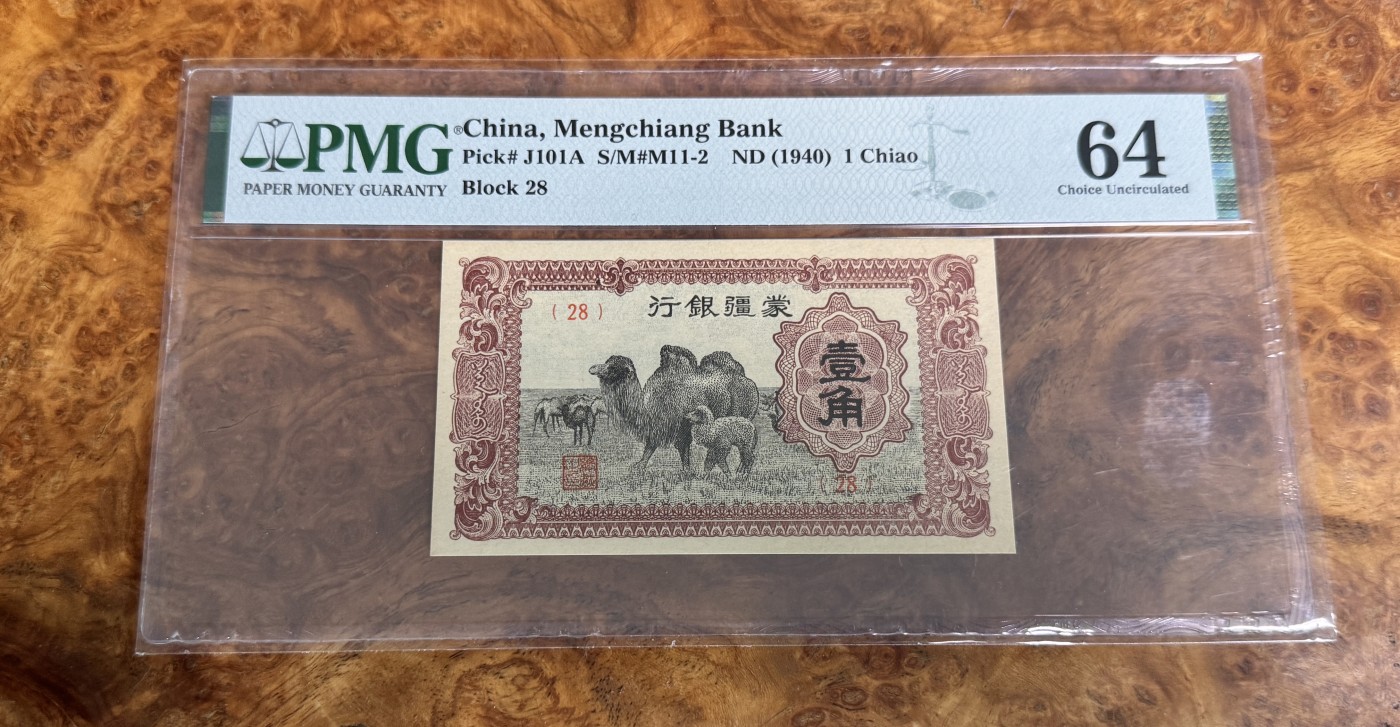 PMG®
PAPER MONEY GUARANTY
China, Mengchiang Bank
Pick# J101A S/M#M11-2 ND (1940) 1 Chiao
Block 28
64
Choice Uncirculated
( 28 )
行銀疆蒙
壹角
( 28 )